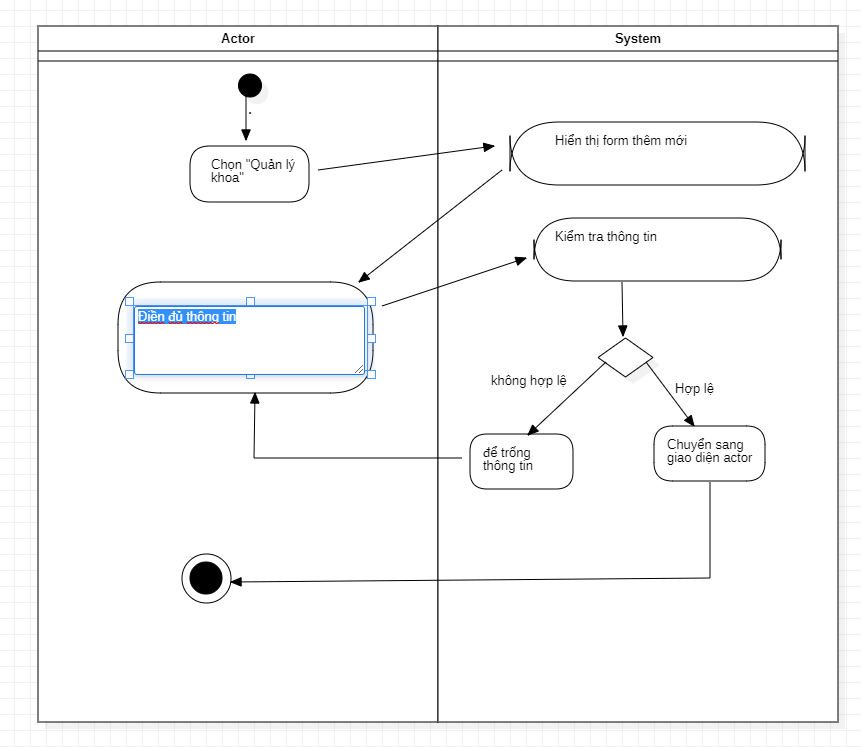 Actor
System
Chọn "Quản lý
khoa"
Hiển thị form thêm mới
Điền đủ thông tin
Kiểm tra thông tin
không hợp lệ
Hợp lệ
để trống
thông tin
Chuyển sang
giao diện actor